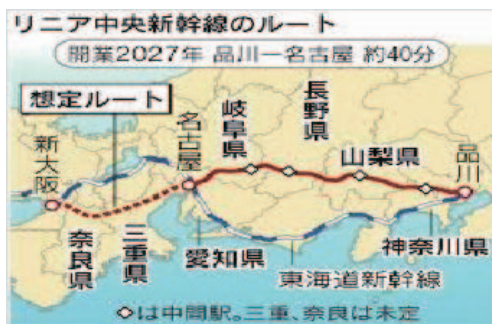 リニア中央新幹線のルート
開業2027年 品川ー名古屋 約40分
想定ルート
新大阪
名古屋
岐阜県
長野県
山梨県
品川
奈良県
三重県
愛知県
神奈川県
東海道新幹線
◇は中間駅。三重、奈良は未定